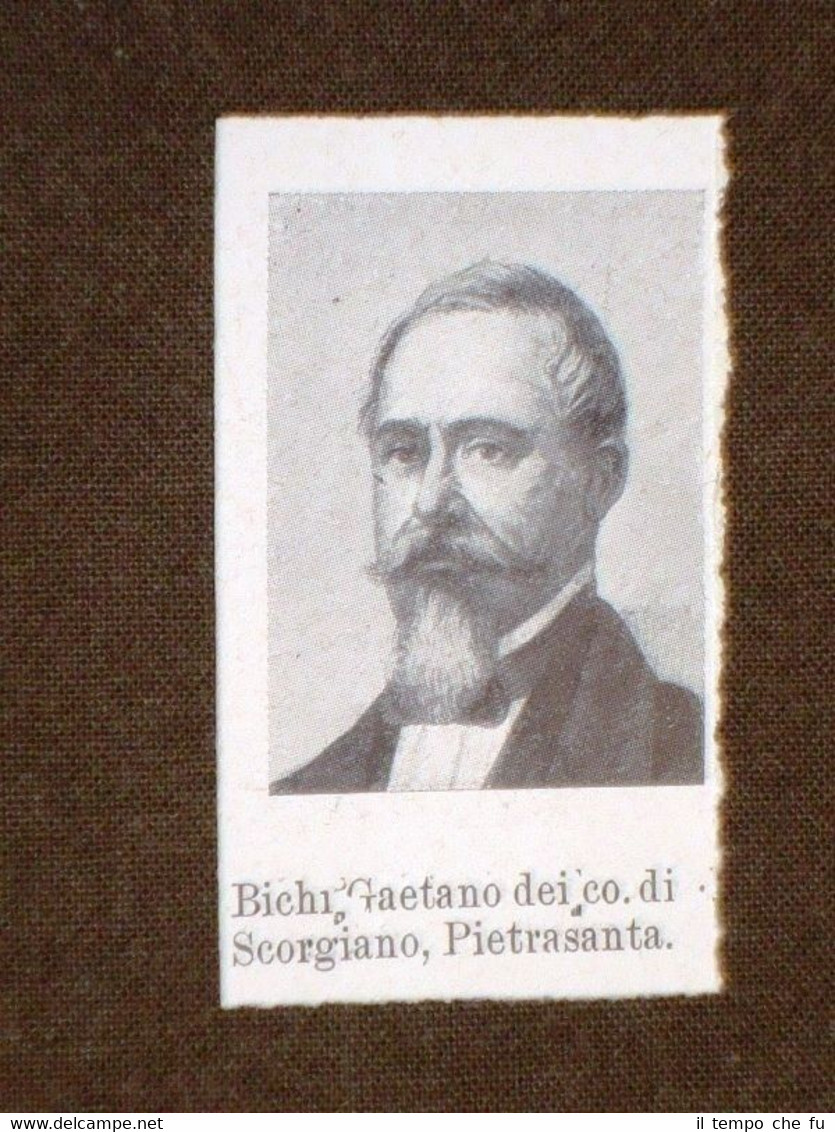 Bichi, Gaetano dei co. di
Scorgiano, Pietrasanta.
www.delcampe.net
il tempo che fu